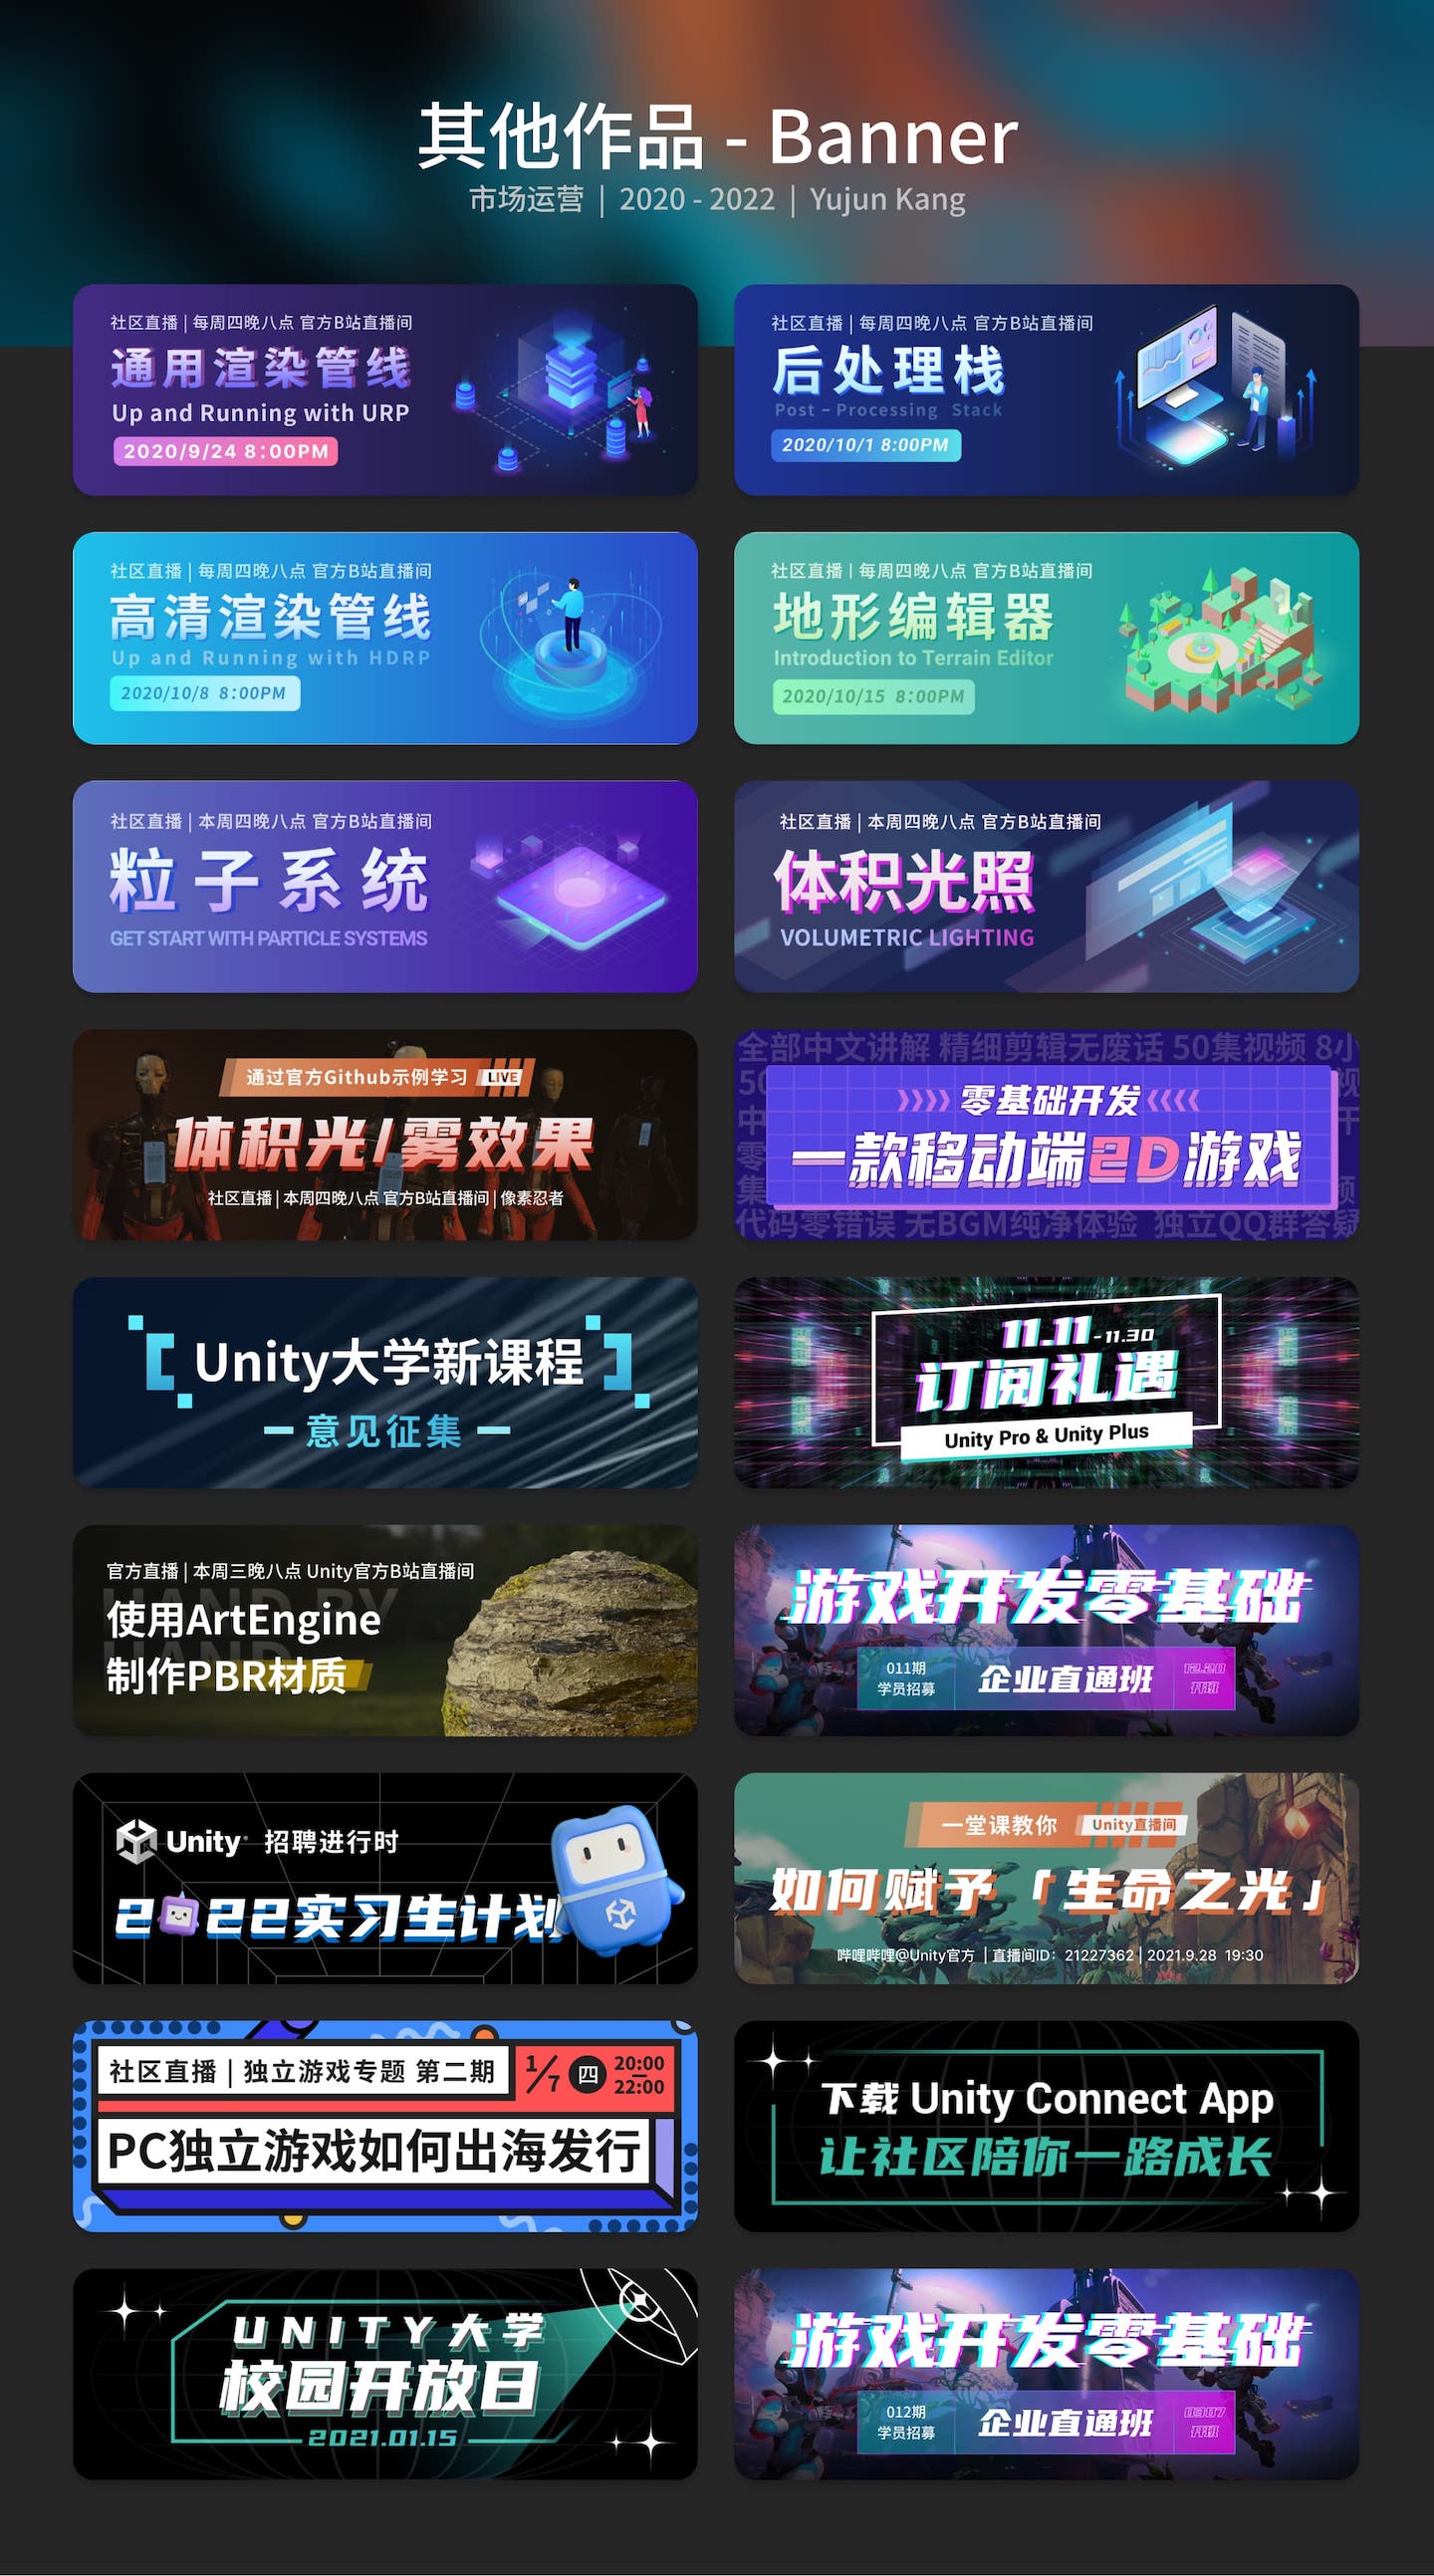 其他作品 - Banner
市场运营 | 2020 - 2022 | Yujun Kang
社区直播 | 每周四晚八点 官方B站直播间
通用渲染管线
Up and Running with URP
2020/9/24 8:00PM
社区直播 | 每周四晚八点 官方B站直播间
后处理栈
Post - Processing Stack
2020/10/1 8:00PM
社区直播 | 每周四晚八点 官方B站直播间
高清渲染管线
Up and Running with HDRP
2020/10/8 8:00PM
社区直播 | 每周四晚八点 官方B站直播间
地形编辑器
Introduction to Terrain Editor
2020/10/15 8:00PM
社区直播 | 本周四晚八点 官方B站直播间
粒子系统
GET START WITH PARTICLE SYSTEMS
社区直播 | 本周四晚八点 官方B站直播间
体积光照
VOLUMETRIC LIGHTING
通过官方Github示例学习 LIVE
体积光/雾效果
社区直播 | 本周四晚八点 官方B站直播间 | 像素忍者
全部中文讲解 精细剪辑无废话 50集视频 8小
零基础开发
一款移动端2D游戏
代码零错误 无BGM纯净体验 独立QQ群答疑
Unity大学新课程
意见征集
11.11-11.30
订阅礼遇
Unity Pro & Unity Plus
官方直播 | 本周三晚八点 Unity官方B站直播间
HAND BY
使用ArtEngine
HAND
制作PBR材质
游戏开发零基础
011期
学员招募
企业直通班
12.20
开班
Unity 招聘进行时
2022实习生计划
一堂课教你 Unity直播间
如何赋予「生命之光」
哔哩哔哩@Unity官方 | 直播间ID: 21227362 | 2021.9.28 19:30
社区直播 | 独立游戏专题 第二期
1/7 四 20:00
22:00
PC独立游戏如何出海发行
下载 Unity Connect App
让社区陪你一路成长
UNITY大学
校园开放日
2021.01.15
游戏开发零基础
012期
学员招募
企业直通班
03.07
开班